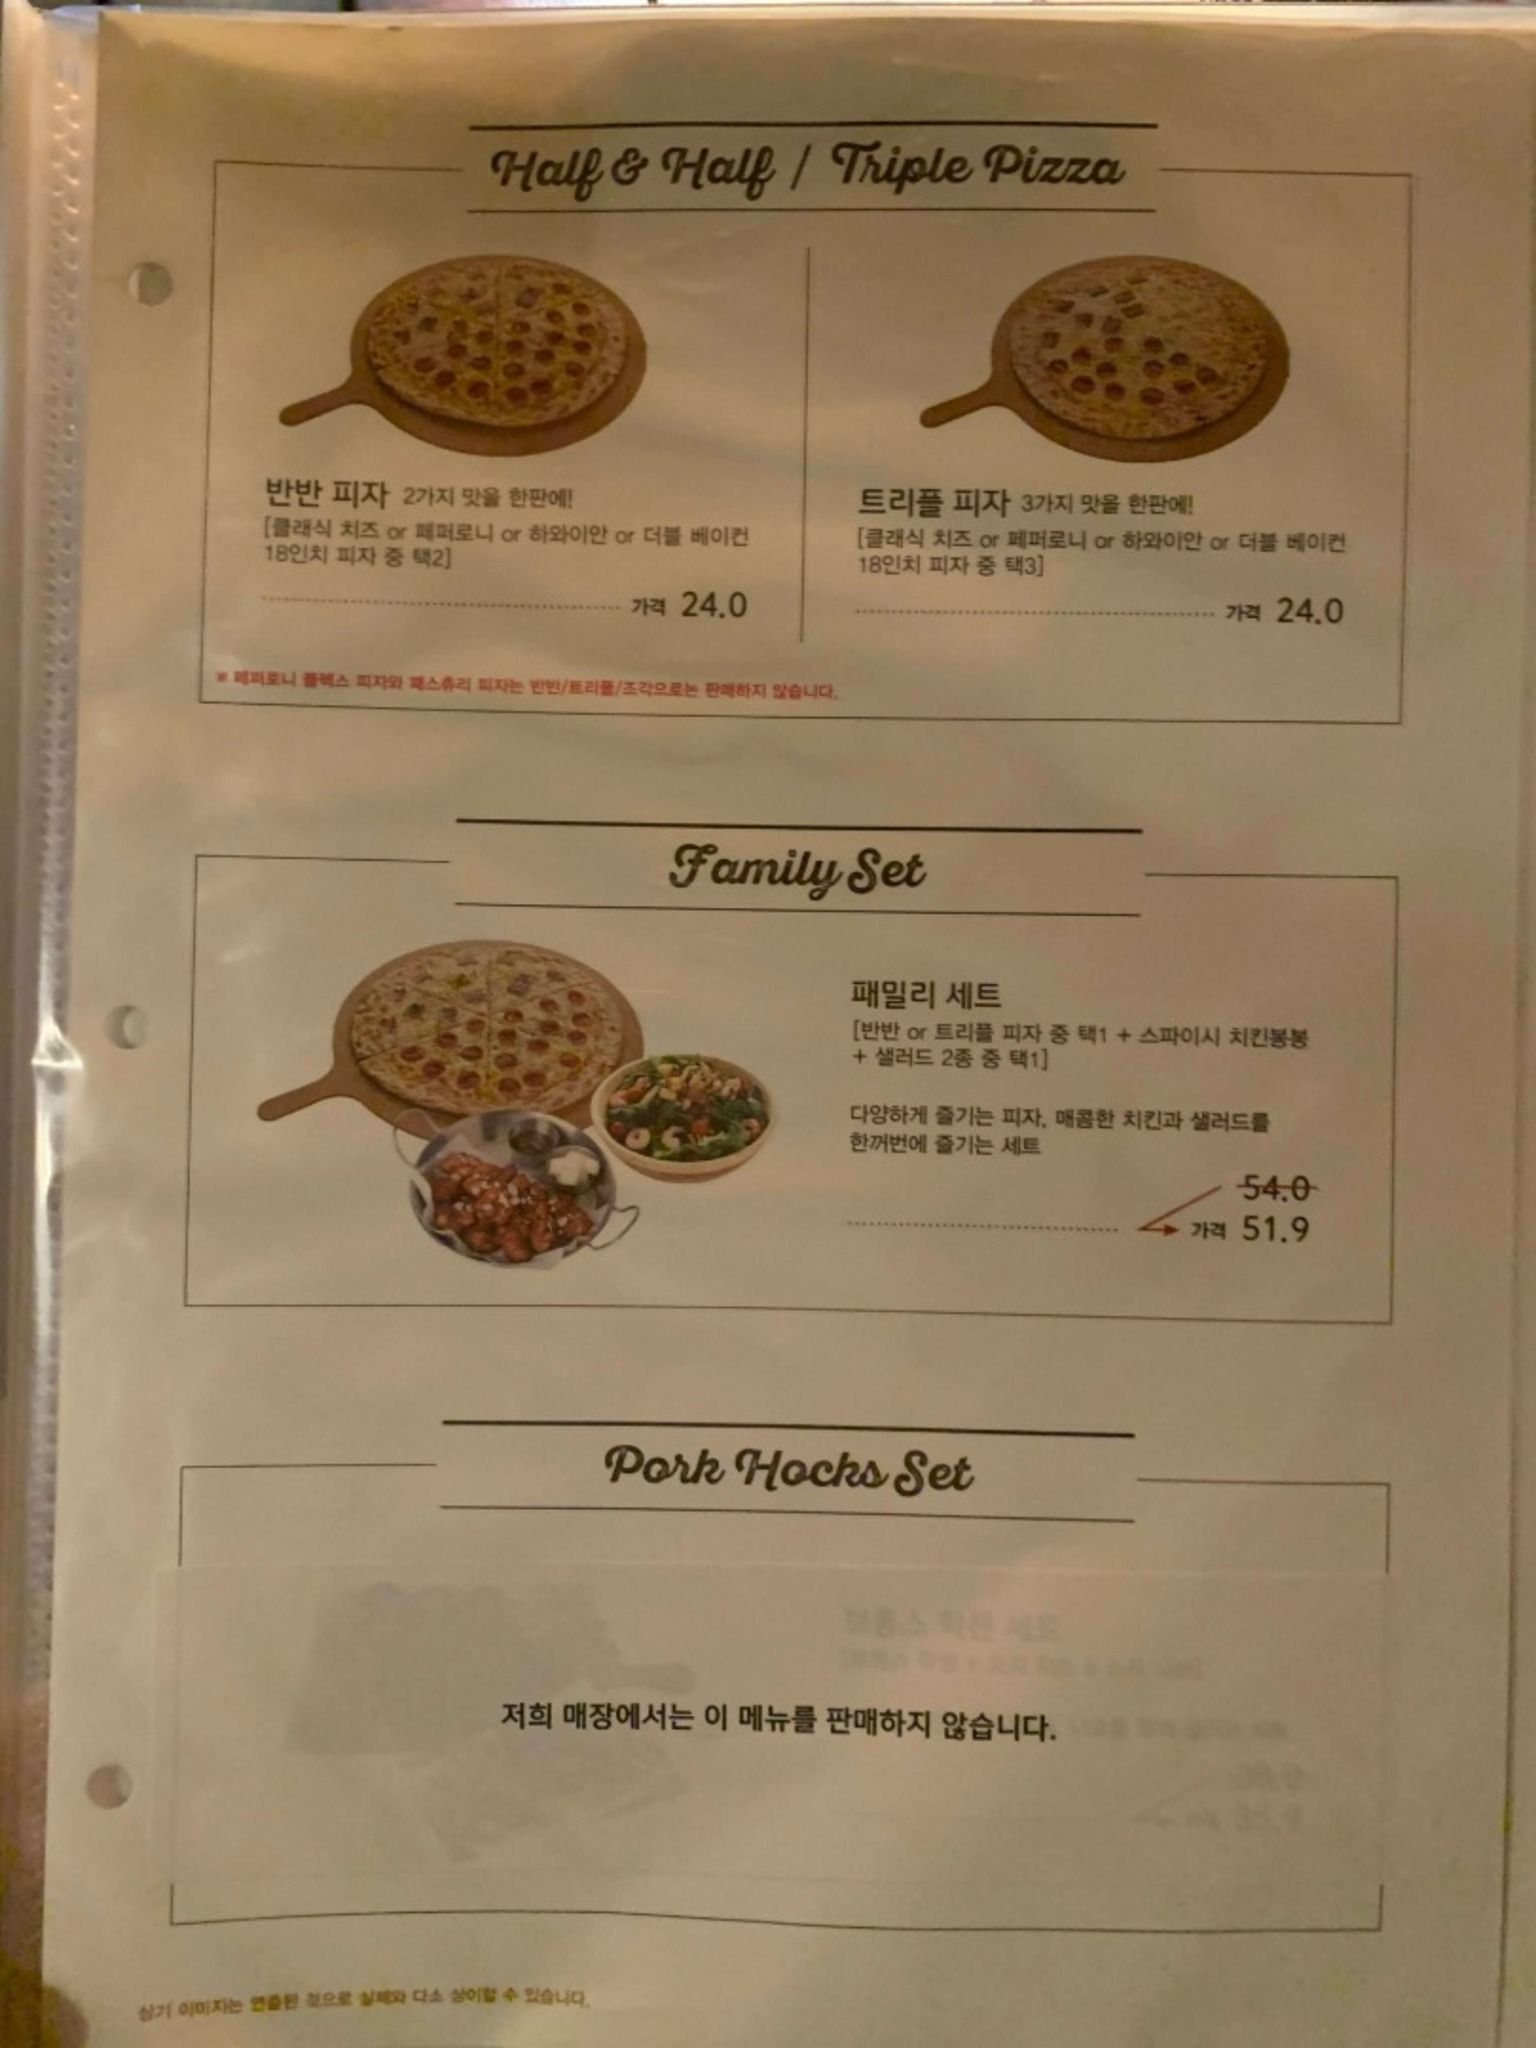 Half & Half / Triple Pizza
반반 피자 2가지 맛을 한판에!
[클래식 치즈 or 페퍼로니 or 하와이안 or 더블 베이컨
18인치 피자 중 택2]
가격 24.0
트리플 피자 3가지 맛을 한판에!
[클래식 치즈 or 페퍼로니 or 하와이안 or 더블 베이컨
18인치 피자 중 택3]
가격 24.0
※ 페퍼로니 플렉스 피자와 패스츄리 피자는 반반/트리플/조각으로는 판매하지 않습니다.
Family Set
패밀리 세트
[반반 or 트리플 피자 중 택1 + 스파이시 치킨봉봉
+ 샐러드 2종 중 택1]
다양하게 즐기는 피자, 매콤한 치킨과 샐러드를
한꺼번에 즐기는 세트
54.0
가격 51.9
Pork Hocks Set
저희 매장에서는 이 메뉴를 판매하지 않습니다.
상기 이미지는 연출된 것으로 실제와 다소 상이할 수 있습니다.